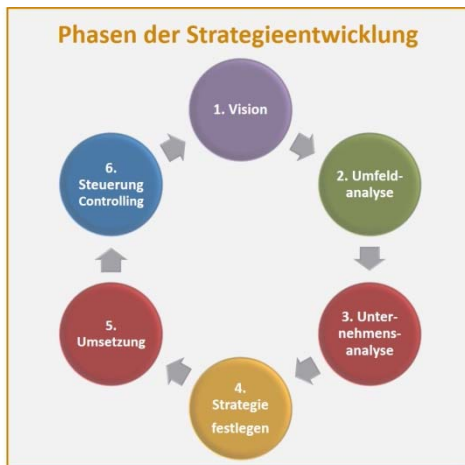 Phasen der Strategieentwicklung
1. Vision
2. Umfeld-
analyse
3. Unter-
nehmens-
analyse
4.
Strategie
festlegen
5.
Umsetzung
6.
Steuerung
Controlling